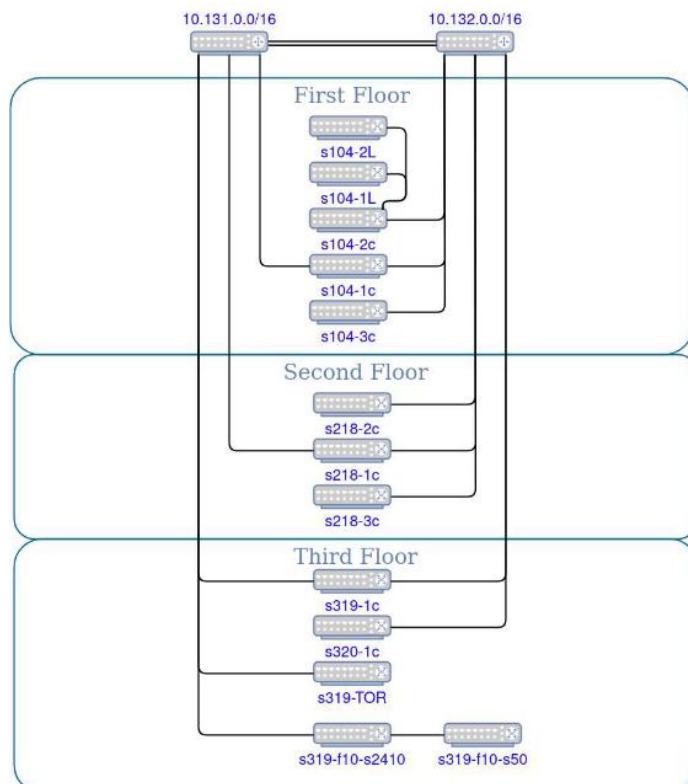 10.131.0.0/16 10.132.0.0/16
First Floor
s104-2L
s104-1L
s104-2c
s104-1c
s104-3c
Second Floor
s218-2c
s218-1c
s218-3c
Third Floor
s319-1c
s320-1c
s319-TOR
s319-f10-s2410 s319-f10-s50